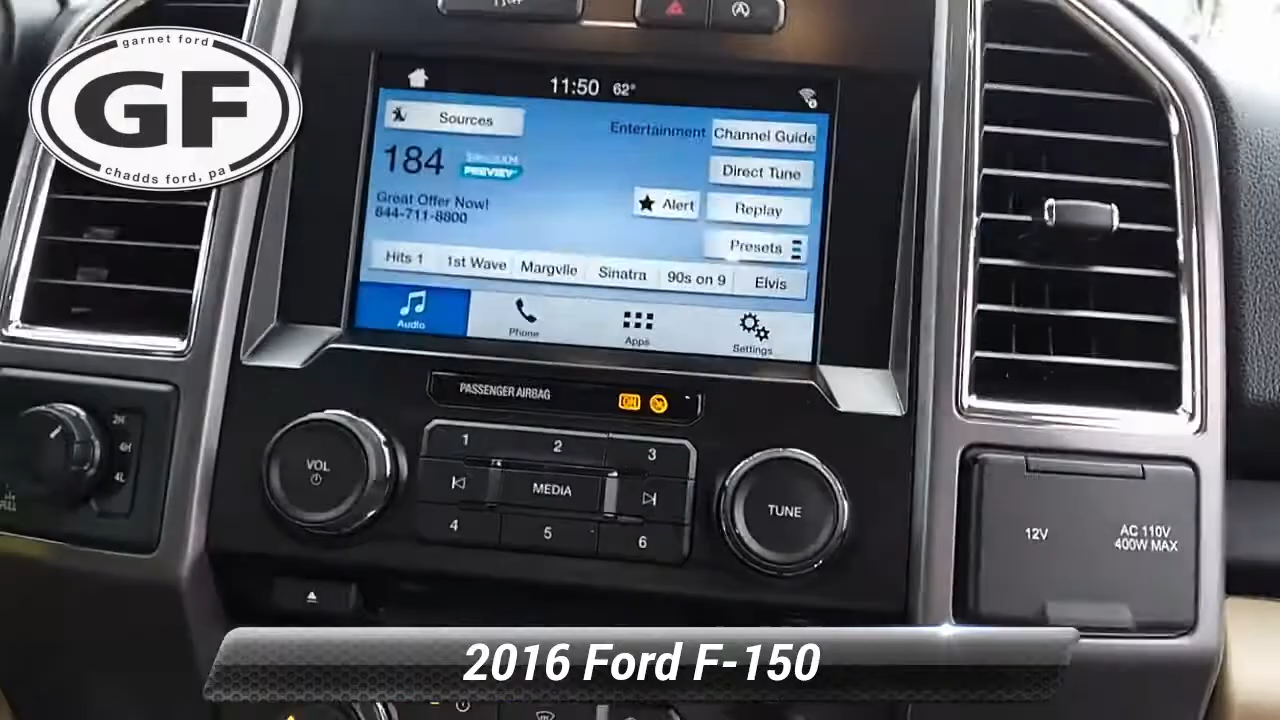 garnet ford
GF
chadds ford, pa
11:50 62°
Sources
Entertainment
Channel Guide
184
Direct Tune
Great Offer Now!
844-711-8800
Alert
Replay
Presets
Hits 1
1st Wave
Margvlle
Sinatra
90s on 9
Elvis
Audio
Phone
Apps
Settings
PASSENGER AIRBAG
2H
4H
4L
VOL
1
2
3
MEDIA
4
5
6
TUNE
12V
AC 110V
400W MAX
2016 Ford F-150